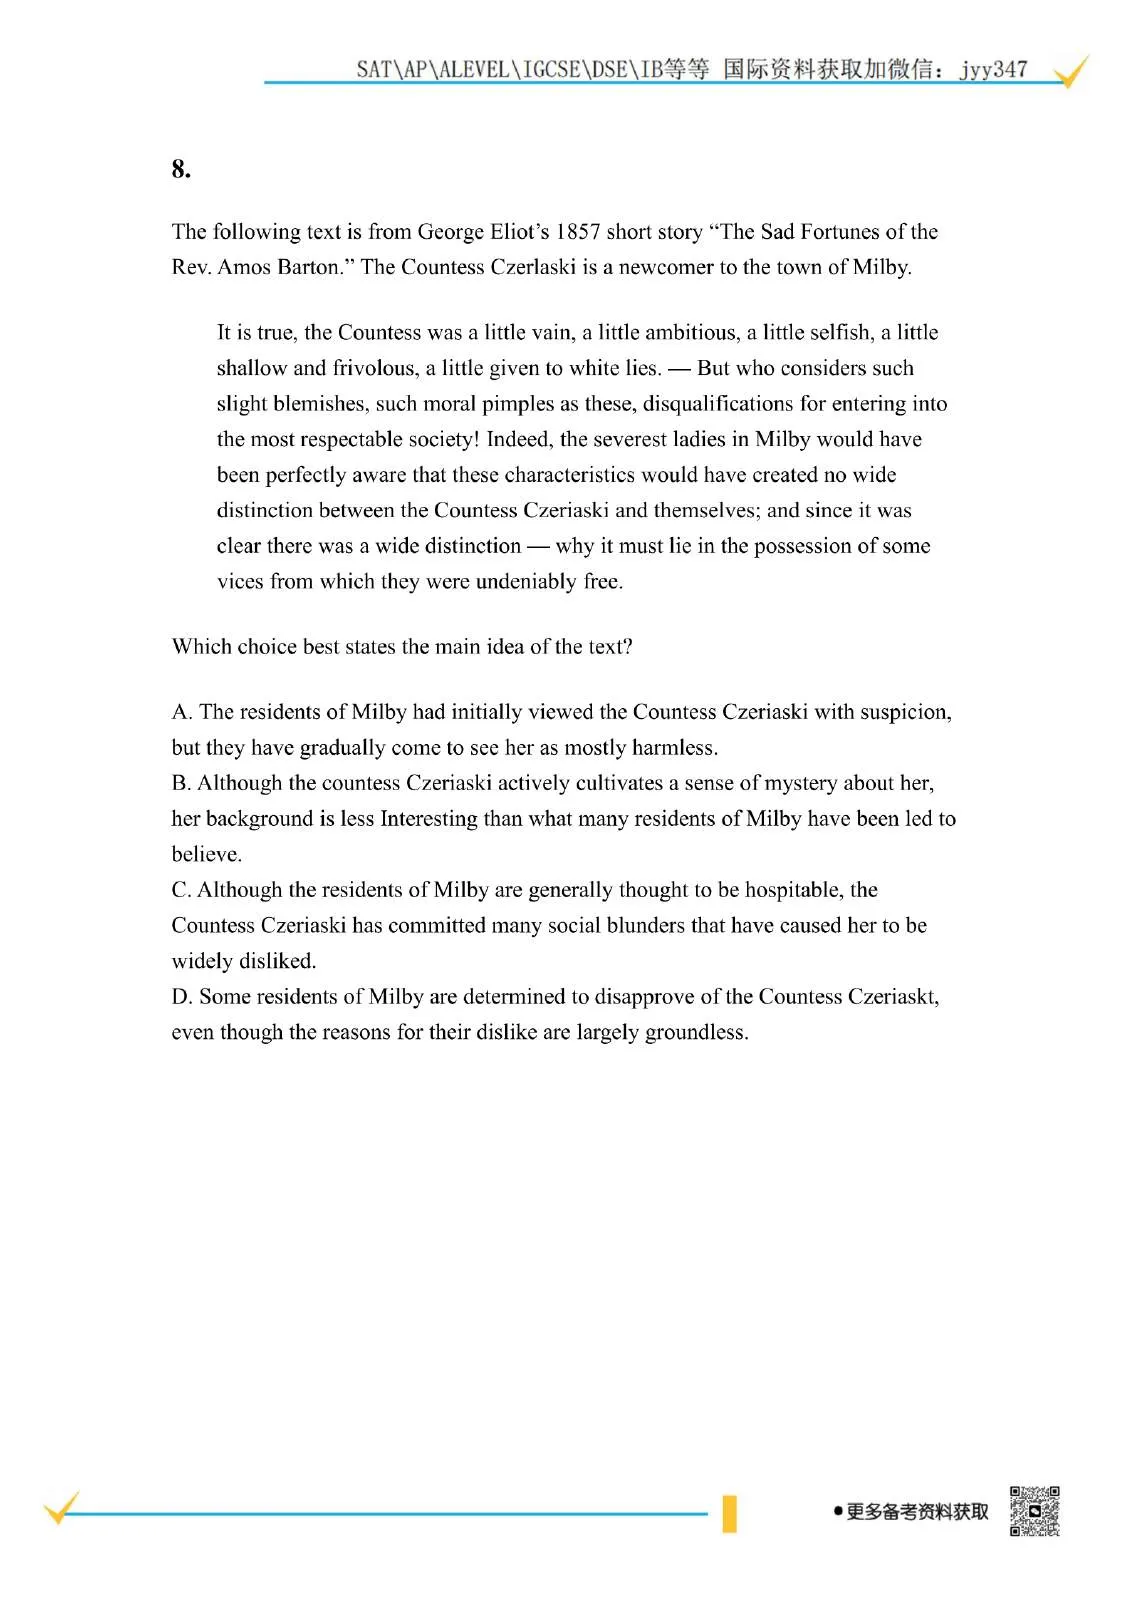 SAT\AP\ALEVEL\IGCSE\DSE\IB等等 国际资料获取加微信：jyy347
8.
The following text is from George Eliot’s 1857 short story “The Sad Fortunes of the
Rev. Amos Barton.” The Countess Czerlaski is a newcomer to the town of Milby.
It is true, the Countess was a little vain, a little ambitious, a little selfish, a little
shallow and frivolous, a little given to white lies. — But who considers such
slight blemishes, such moral pimples as these, disqualifications for entering into
the most respectable society! Indeed, the severest ladies in Milby would have
been perfectly aware that these characteristics would have created no wide
distinction between the Countess Czeriaski and themselves; and since it was
clear there was a wide distinction — why it must lie in the possession of some
vices from which they were undeniably free.
Which choice best states the main idea of the text?
A. The residents of Milby had initially viewed the Countess Czeriaski with suspicion,
but they have gradually come to see her as mostly harmless.
B. Although the countess Czeriaski actively cultivates a sense of mystery about her,
her background is less Interesting than what many residents of Milby have been led to
believe.
C. Although the residents of Milby are generally thought to be hospitable, the
Countess Czeriaski has committed many social blunders that have caused her to be
widely disliked.
D. Some residents of Milby are determined to disapprove of the Countess Czeriaskt,
even though the reasons for their dislike are largely groundless.
•更多备考资料获取